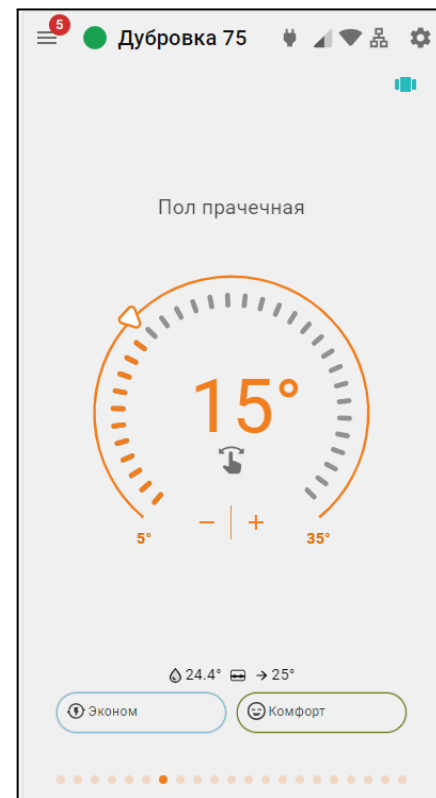 5
Дубровка 75
Пол прачечная
15°
− +
5° 35°
24.4° → 25°
Эконом Комфорт